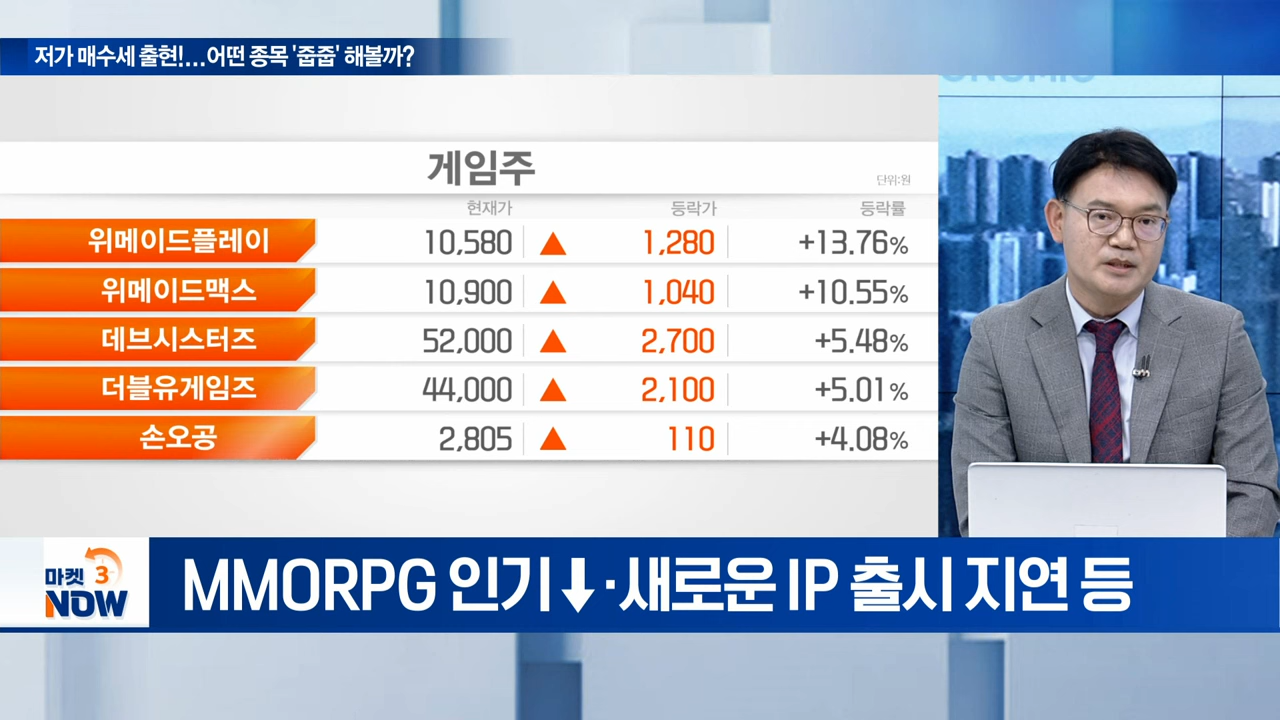 저가 매수세 출현!...어떤 종목 '줍줍' 해볼까?
게임주
단위:원
현재가 등락가 등락률
위메이드플레이 10,580 ▲ 1,280 +13.76%
위메이드맥스 10,900 ▲ 1,040 +10.55%
데브시스터즈 52,000 ▲ 2,700 +5.48%
더블유게임즈 44,000 ▲ 2,100 +5.01%
손오공 2,805 ▲ 110 +4.08%
마켓 3
NOW
MMORPG 인기↓·새로운 IP 출시 지연 등